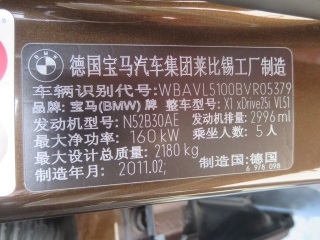 德国宝马汽车集团莱比锡工厂制造
车辆识别代号:WBAVL5100BVR05379
品牌:宝马(BMW)牌 整车型号:X1 xDrive25i VL51
发动机型号:N52B30AE 发动机排量:2996ml
最大净功率:160kW 乘坐人数:5人
最大设计总质量:2180kg
制造年月:2011.02; 制造国:德国
6 978 098